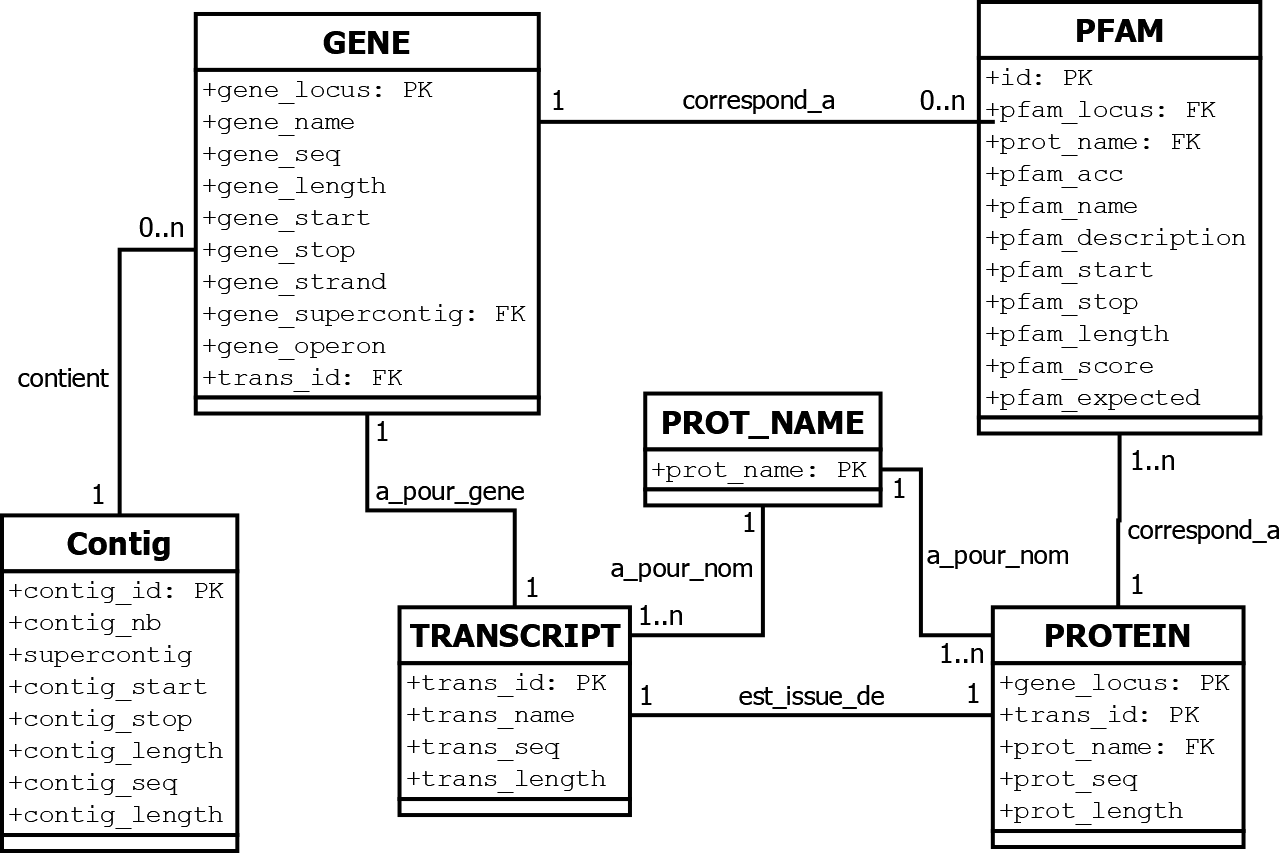 GENE
+gene_locus: PK
+gene_name
+gene_seq
+gene_length
+gene_start
+gene_stop
+gene_strand
+gene_supercontig: FK
+gene_operon
+trans_id: FK
1
correspond_a
0..n
PFAM
+id: PK
+pfam_locus: FK
+prot_name: FK
+pfam_acc
+pfam_name
+pfam_description
+pfam_start
+pfam_stop
+pfam_length
+pfam_score
+pfam_expected
0..n
contient
1
1
a_pour_gene
1
PROT_NAME
+prot_name: PK
1
a_pour_nom
1..n
1
a_pour_nom
1..n
1..n
correspond_a
1
Contig
+contig_id: PK
+contig_nb
+supercontig
+contig_start
+contig_stop
+contig_length
+contig_seq
+contig_length
TRANSCRIPT
+trans_id: PK
+trans_name
+trans_seq
+trans_length
1
est_issue_de
1
PROTEIN
+gene_locus: PK
+trans_id: PK
+prot_name: FK
+prot_seq
+prot_length